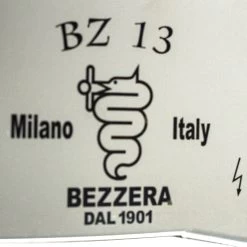 BZ 13
Milano Italy
BEZZERA
DAL 1901